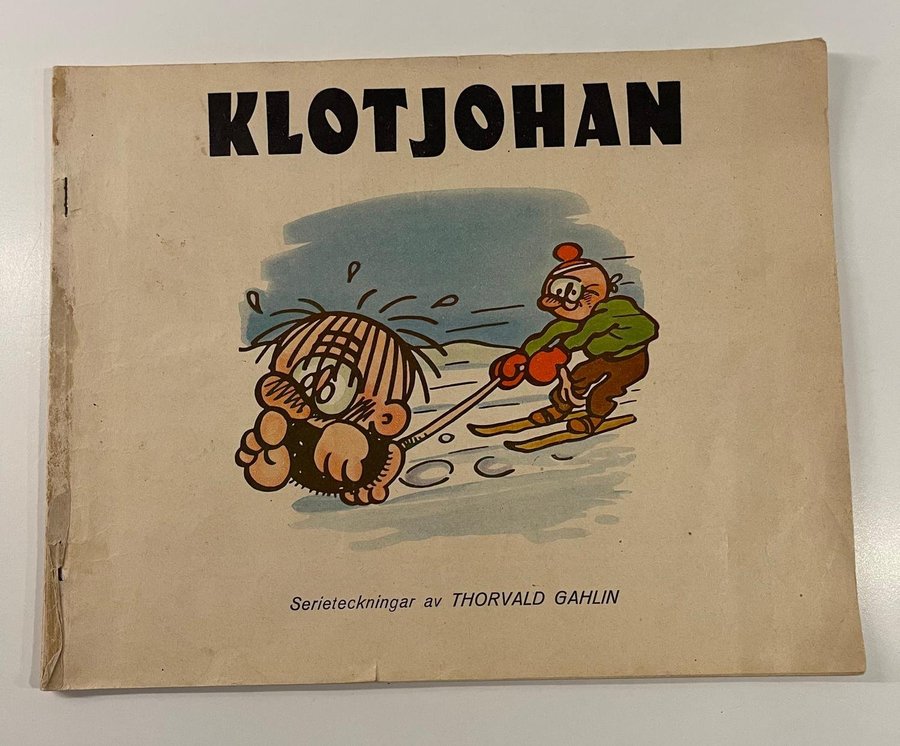 KLOTJOHAN
Serieteckningar av THORVALD GAHLIN